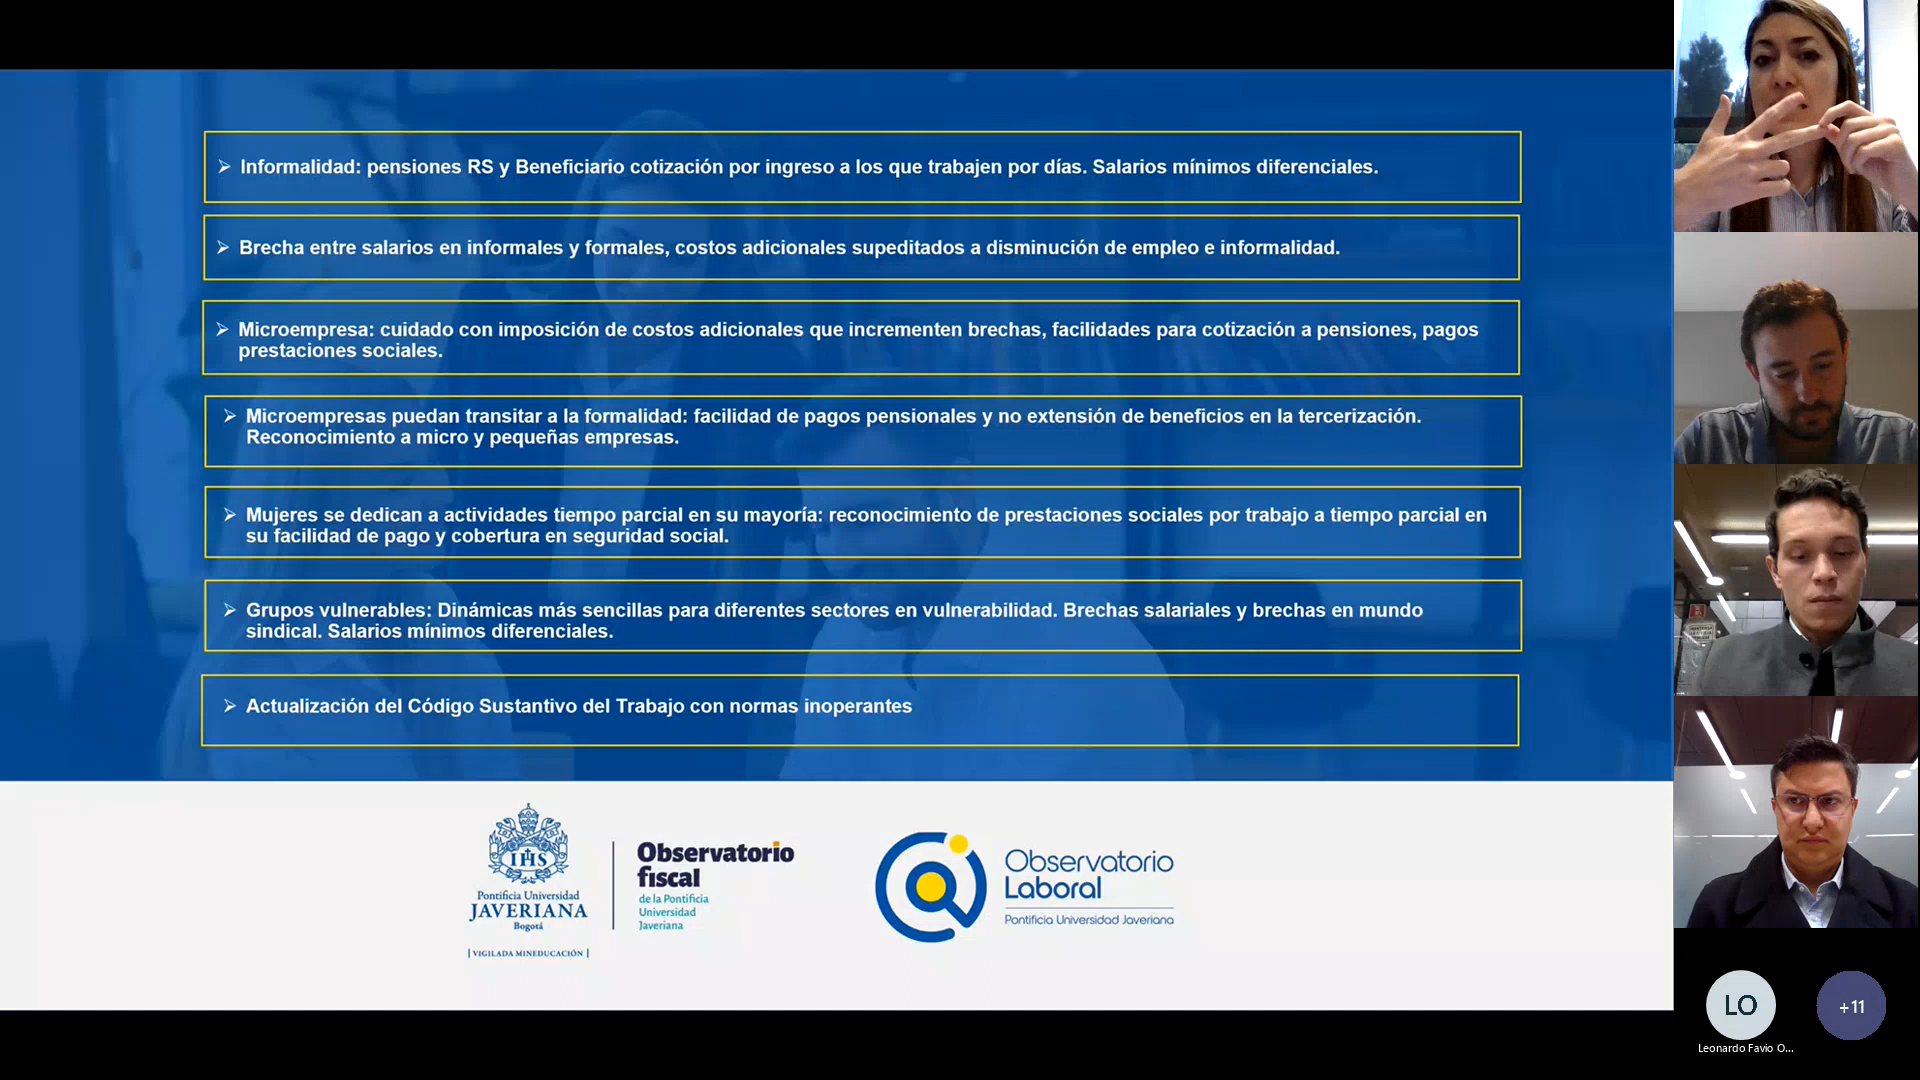 ➢ Informalidad: pensiones RS y Beneficiario cotización por ingreso a los que trabajen por días. Salarios mínimos diferenciales.
➢ Brecha entre salarios en informales y formales, costos adicionales supeditados a disminución de empleo e informalidad.
➢ Microempresa: cuidado con imposición de costos adicionales que incrementen brechas, facilidades para cotización a pensiones, pagos
prestaciones sociales.
➢ Microempresas puedan transitar a la formalidad: facilidad de pagos pensionales y no extensión de beneficios en la tercerización.
Reconocimiento a micro y pequeñas empresas.
➢ Mujeres se dedican a actividades tiempo parcial en su mayoría: reconocimiento de prestaciones sociales por trabajo a tiempo parcial en
su facilidad de pago y cobertura en seguridad social.
➢ Grupos vulnerables: Dinámicas más sencillas para diferentes sectores en vulnerabilidad. Brechas salariales y brechas en mundo
sindical. Salarios mínimos diferenciales.
➢ Actualización del Código Sustantivo del Trabajo con normas inoperantes
IHS
Pontificia Universidad
JAVERIANA
Bogotá
| VIGILADA MINEDUCACIÓN |
Observatorio
fiscal
de la Pontificia
Universidad
Javeriana
Observatorio
Laboral
Pontificia Universidad Javeriana
LO
+11
Leonardo Favio O...